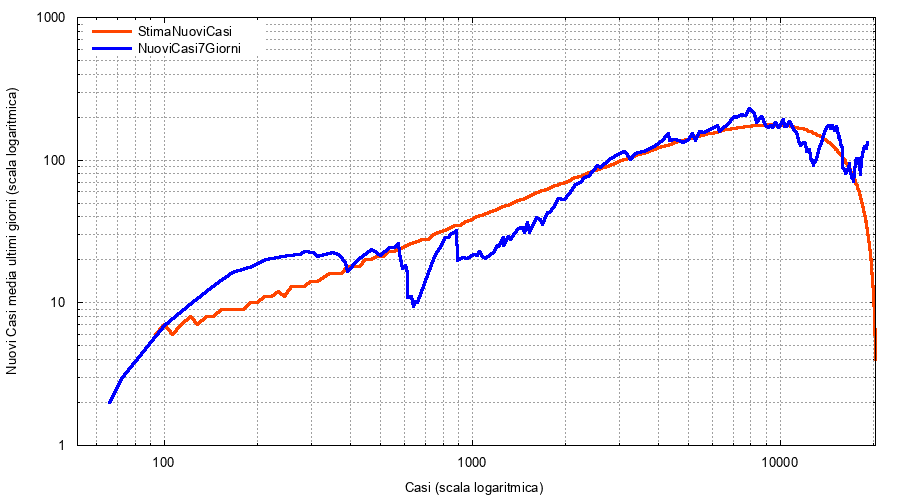 1000
StimaNuoviCasi
NuoviCasi7Giorni
100
10
1
Nuovi Casi media ultimi giorni (scala logaritmica)
100
1000
10000
Casi (scala logaritmica)